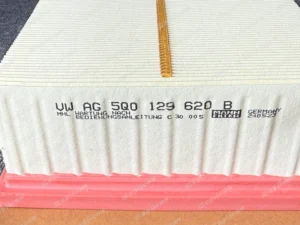 VW AG 5Q0 129 620 B
MHL WARTUNG NACH
BEDIENUNGSANLEITUNG C 30 005
GERMANY